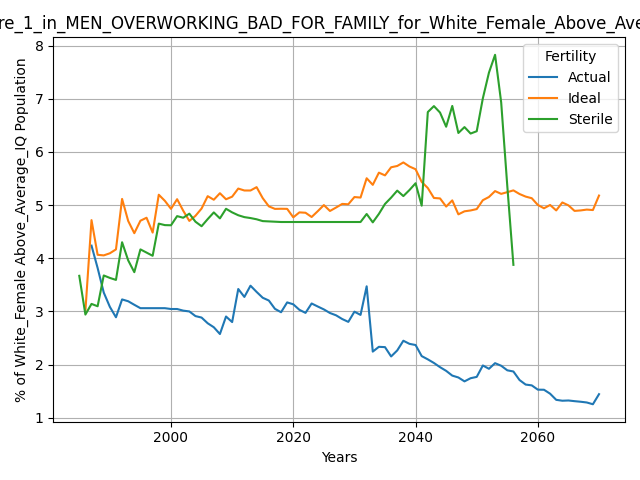 re_1_in_MEN_OVERWORKING_BAD_FOR_FAMILY_for_White_Female_Above_Ave
% of White_Female Above_Average_IQ Population
8
7
6
5
4
3
2
1
Fertility
Actual
Ideal
Sterile
2000
2020
2040
2060
Years